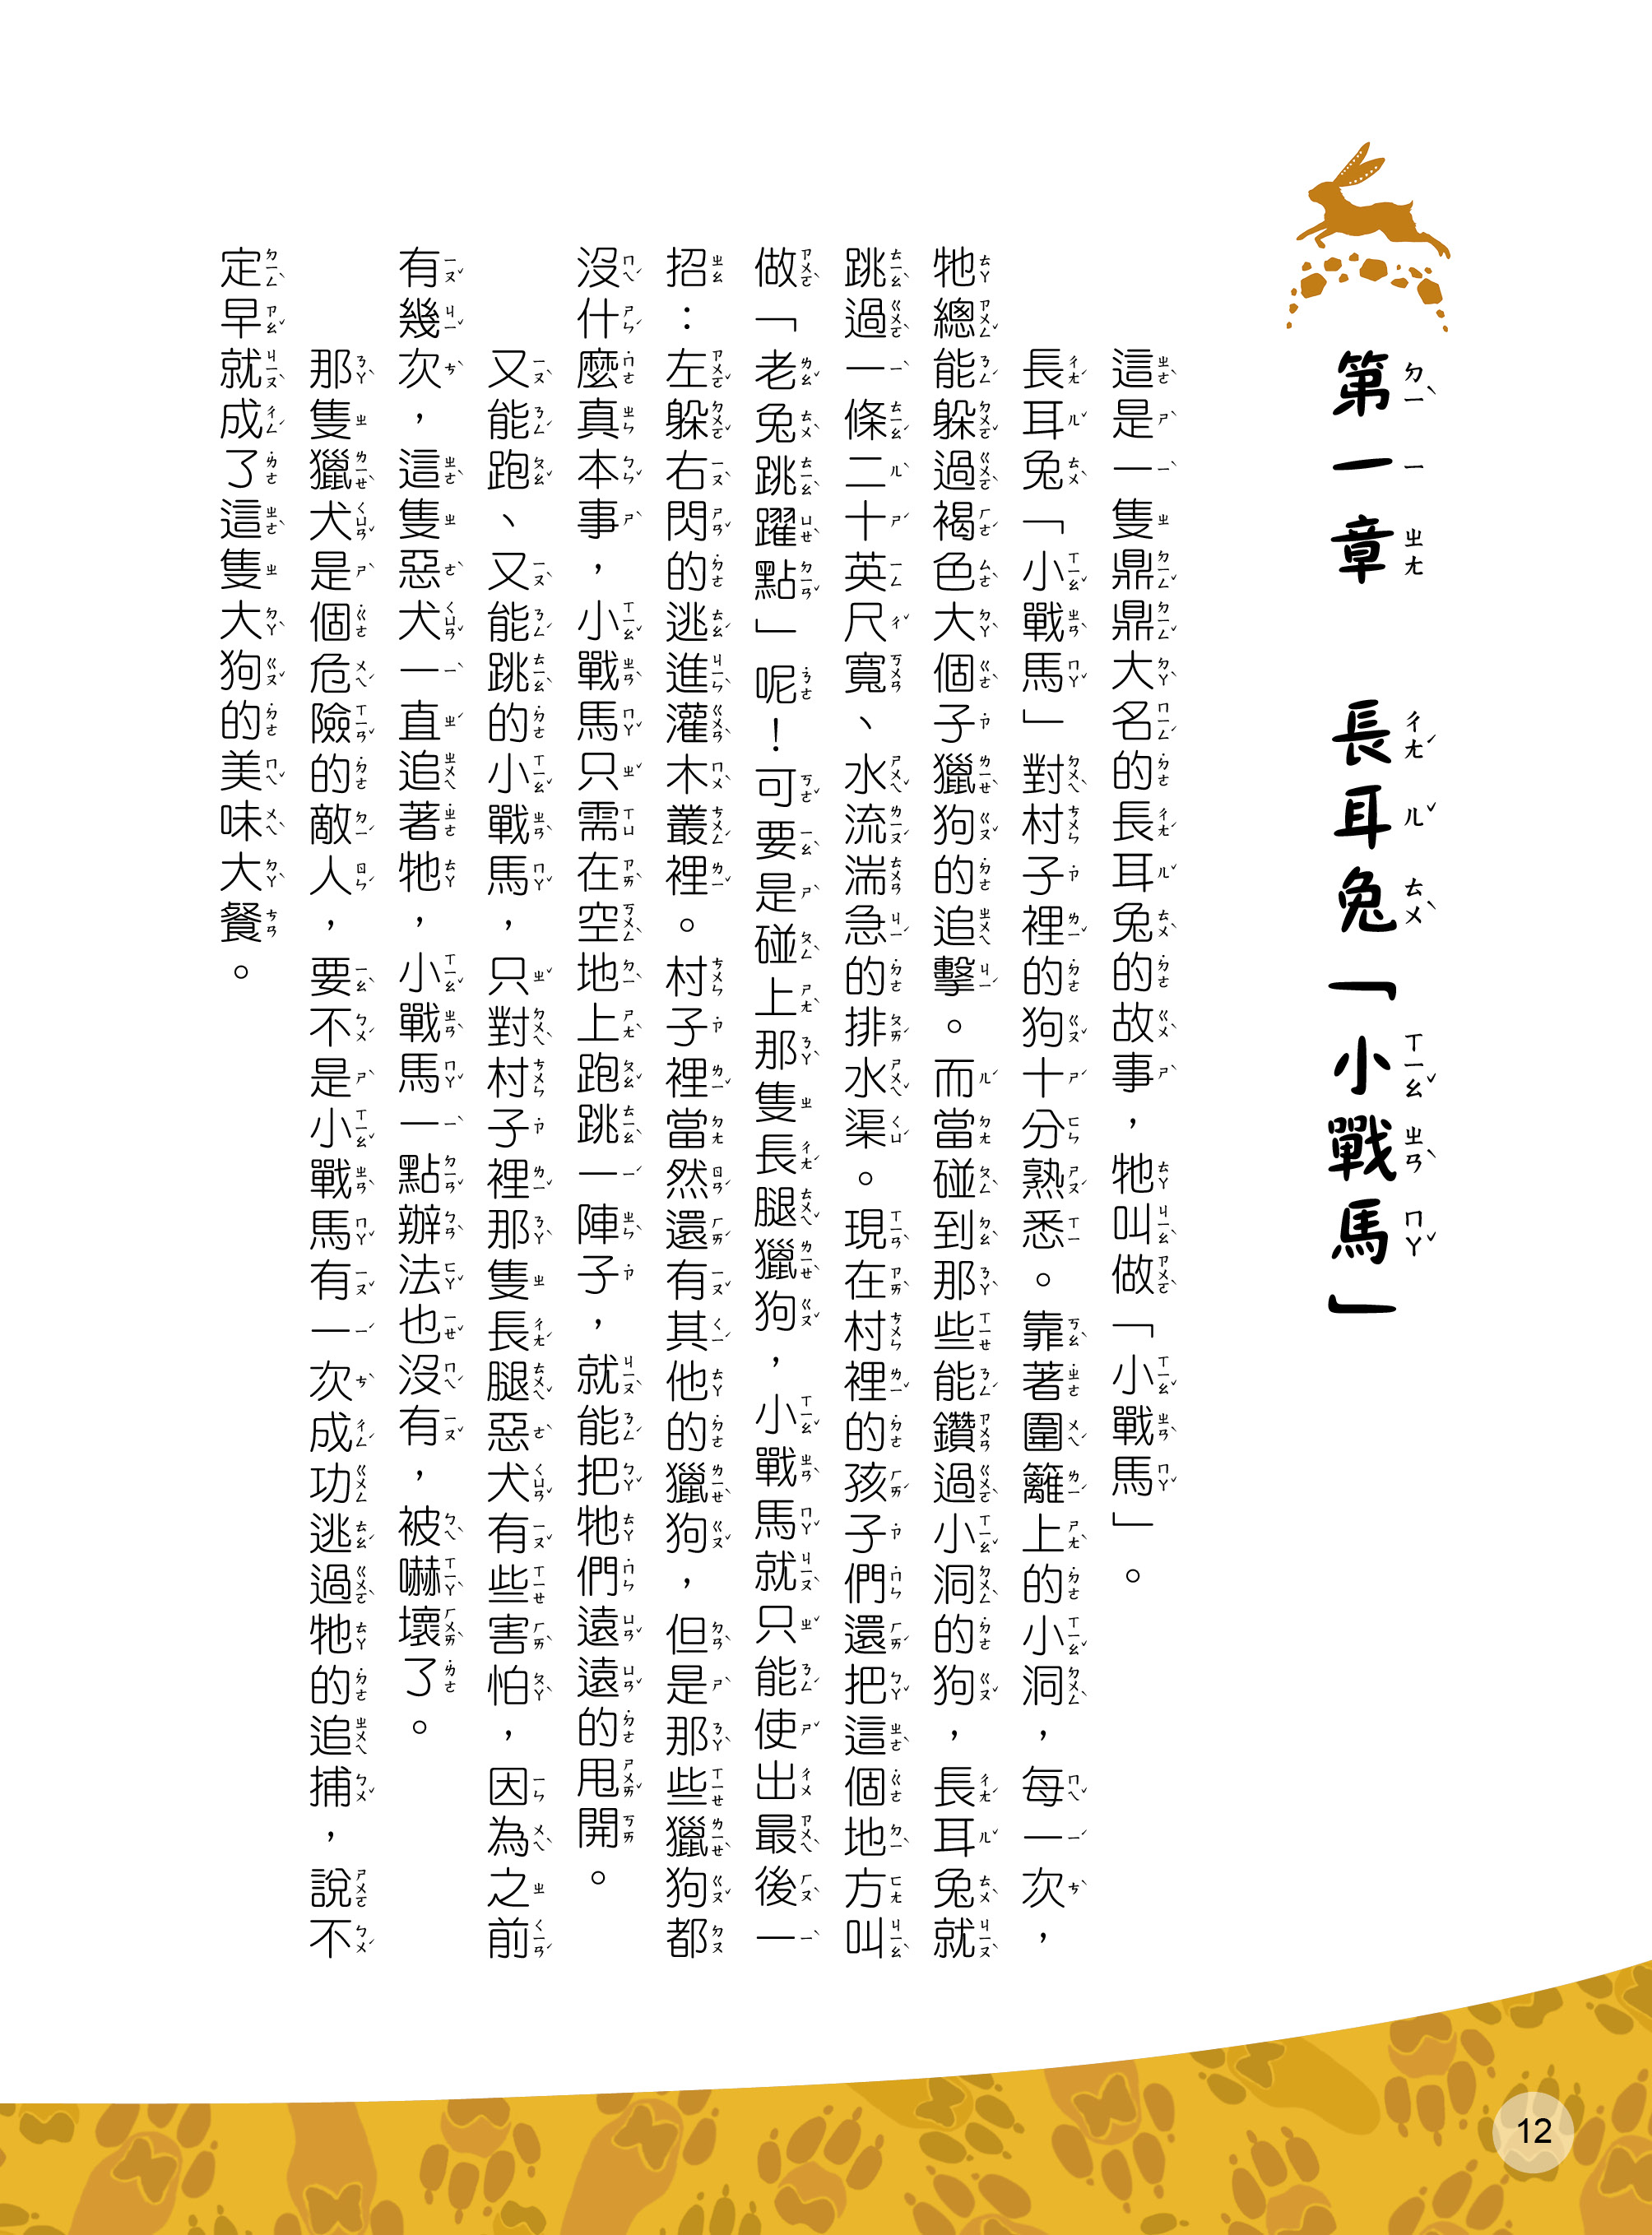 第一章　長耳兔「小戰馬」
這是一隻鼎鼎大名的長耳兔的故事，牠叫做「小戰馬」。
長耳兔「小戰馬」對村子裡的狗十分熟悉。靠著圍籬上的小洞，每一次，
牠總能躲過褐色大個子獵狗的追擊。而當碰到那些能鑽過小洞的狗，長耳兔就
跳過一條二十英尺寬、水流湍急的排水渠。現在村裡的孩子們還把這個地方叫
做「老兔跳躍點」呢！可要是碰上那隻長腿獵狗，小戰馬就只能使出最後一
招：左躲右閃的逃進灌木叢裡。村子裡當然還有其他的獵狗，但是那些獵狗都
沒什麼真本事，小戰馬只需在空地上跑跳一陣子，就能把牠們遠遠的甩開。
又能跑、又能跳的小戰馬，只對村子裡那隻長腿惡犬有些害怕，因為之前
有幾次，這隻惡犬一直追著牠，小戰馬一點辦法也沒有，被嚇壞了。
那隻獵犬是個危險的敵人，要不是小戰馬有一次成功逃過牠的追捕，說不
定早就成了這隻大狗的美味大餐。
12